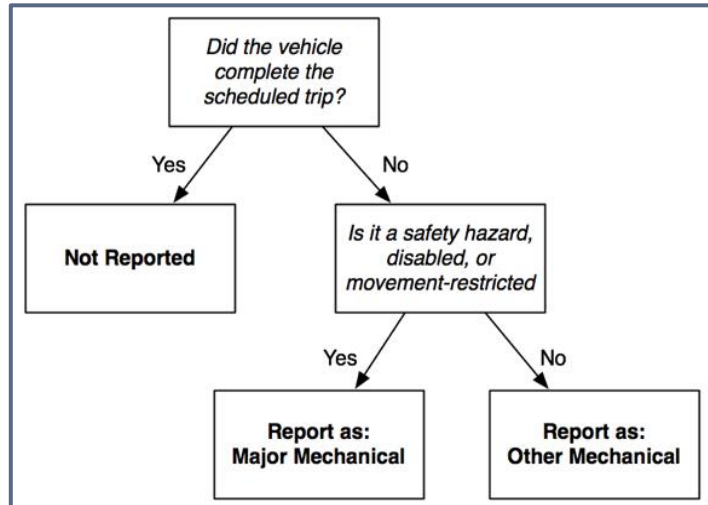 Did the vehicle
complete the
scheduled trip?
Yes
No
Not Reported
Is it a safety hazard,
disabled, or
movement-restricted
Yes
No
Report as:
Major Mechanical
Report as:
Other Mechanical